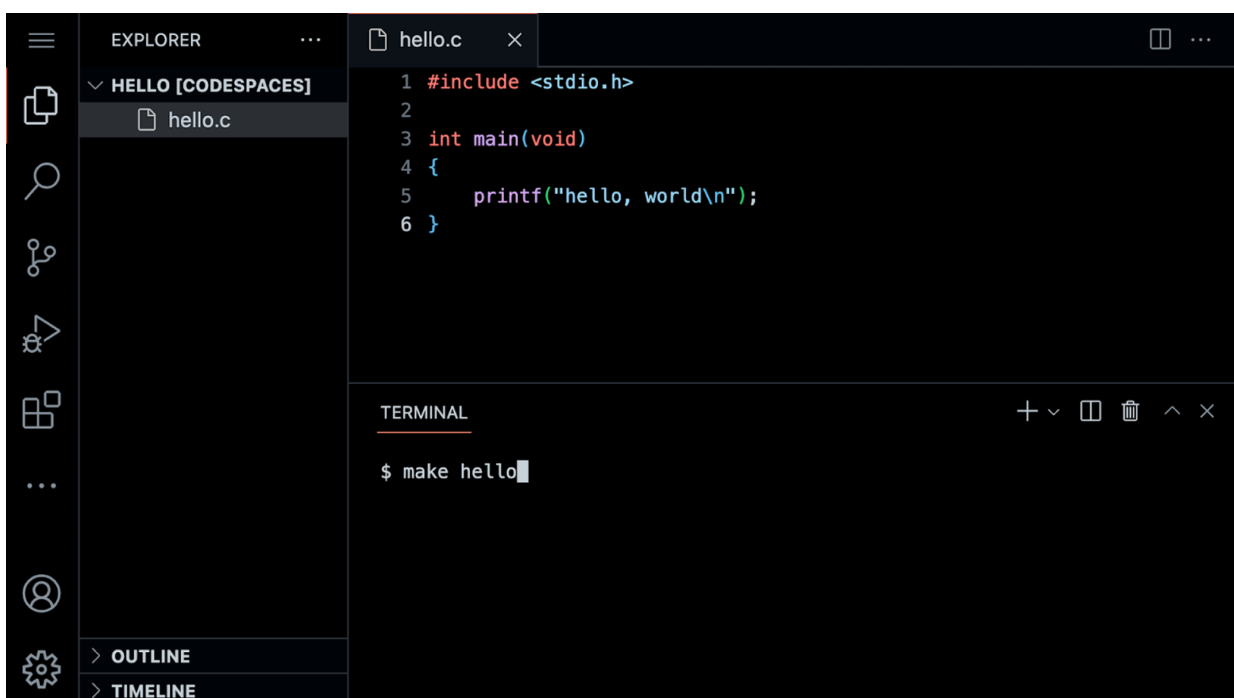 EXPLORER
HELLO [CODESPACES]
hello.c
OUTLINE
TIMELINE
hello.c
1 #include <stdio.h>
2
3 int main(void)
4 {
5     printf("hello, world\n");
6 }
TERMINAL
$ make hello